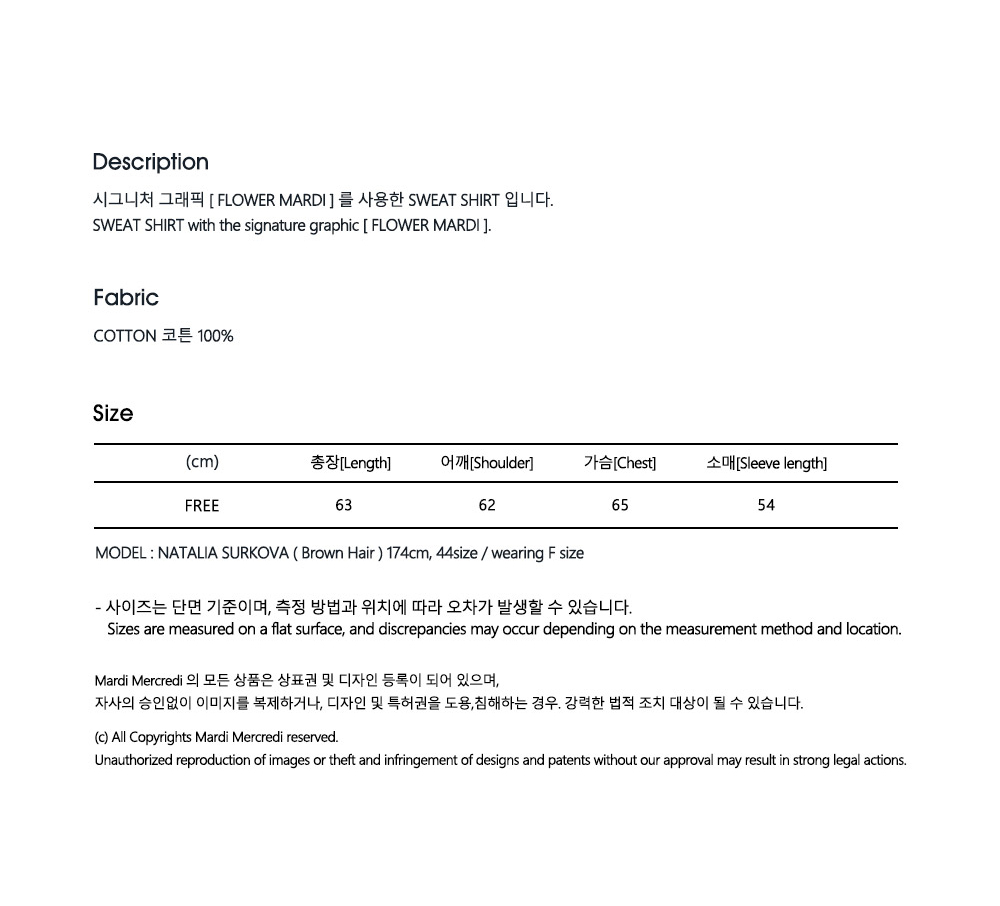 Description
시그니처 그래픽 [ FLOWER MARDI ] 를 사용한 SWEAT SHIRT 입니다.
SWEAT SHIRT with the signature graphic [ FLOWER MARDI ].
Fabric
COTTON 코튼 100%
Size
(cm) 총장[Length] 어깨[Shoulder] 가슴[Chest] 소매[Sleeve length]
FREE 63 62 65 54
MODEL : NATALIA SURKOVA ( Brown Hair ) 174cm, 44size / wearing F size
- 사이즈는 단면 기준이며, 측정 방법과 위치에 따라 오차가 발생할 수 있습니다.
Sizes are measured on a flat surface, and discrepancies may occur depending on the measurement method and location.
Mardi Mercredi 의 모든 상품은 상표권 및 디자인 등록이 되어 있으며,
자사의 승인없이 이미지를 복제하거나, 디자인 및 특허권을 도용,침해하는 경우. 강력한 법적 조치 대상이 될 수 있습니다.
(c) All Copyrights Mardi Mercredi reserved.
Unauthorized reproduction of images or theft and infringement of designs and patents without our approval may result in strong legal actions.